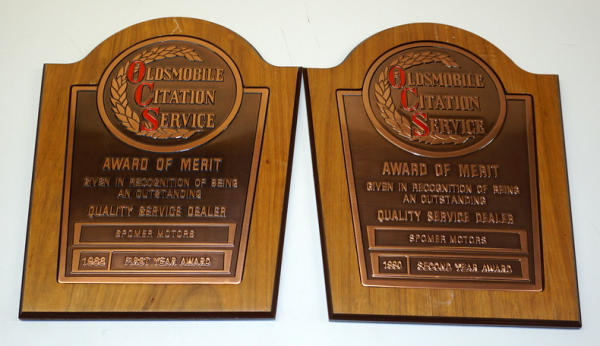 OLDSMOBILE
CITATION
SERVICE
AWARD OF MERIT
GIVEN IN RECOGNITION OF BEING
AN OUTSTANDING
QUALITY SERVICE DEALER
SPOMER MOTORS
FIRST YEAR AWARD
OLDSMOBILE
CITATION
SERVICE
AWARD OF MERIT
GIVEN IN RECOGNITION OF BEING
AN OUTSTANDING
QUALITY SERVICE DEALER
SPOMER MOTORS
1990 SECOND YEAR AWARD